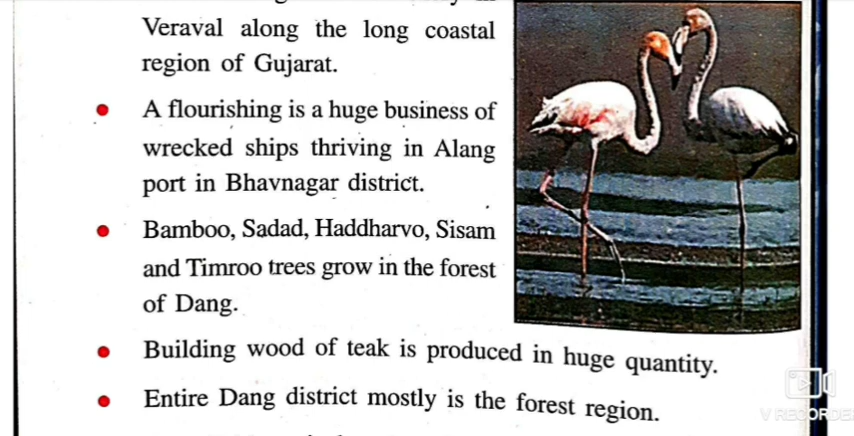 Veraval along the long coastal
region of Gujarat.
• A flourishing is a huge business of
wrecked ships thriving in Alang
port in Bhavnagar district.
• Bamboo, Sadad, Haddharvo, Sisam
and Timroo trees grow in the forest
of Dang.
• Building wood of teak is produced in huge quantity.
• Entire Dang district mostly is the forest region.
V RECORDER